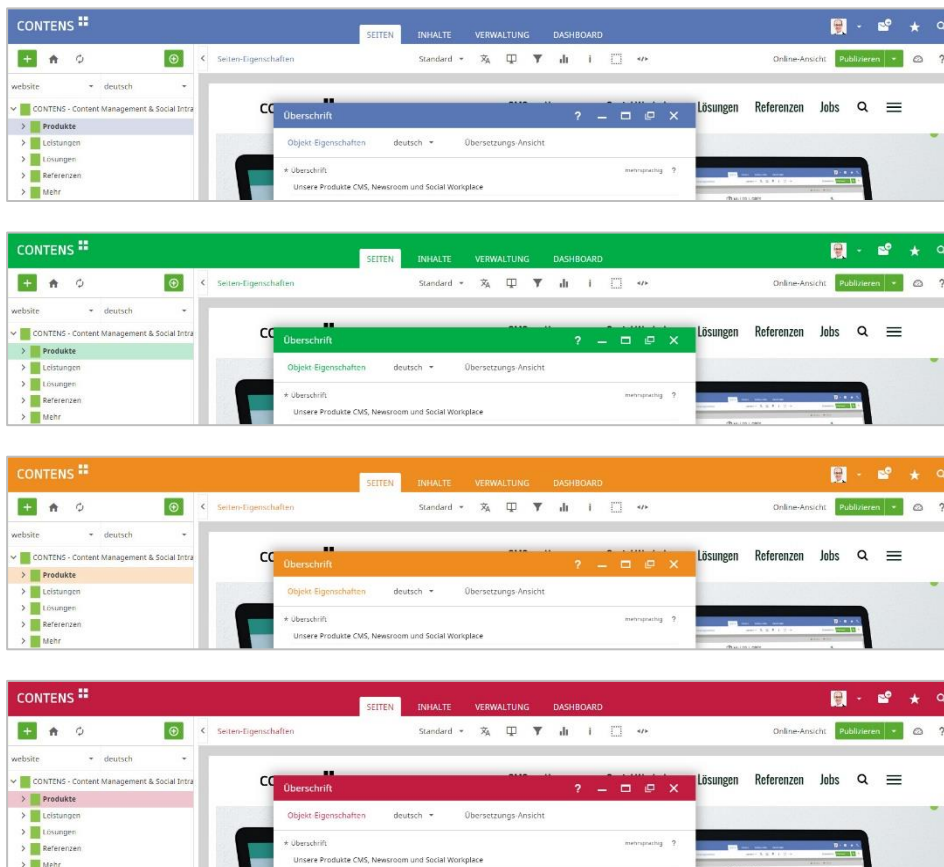 CONTENS
SEITEN INHALTE VERWALTUNG DASHBOARD
Seiten-Eigenschaften Standard Online-Ansicht Publizieren ?
website deutsch
CONTENS - Content Management & Social Intra
Produkte
Leistungen
Lösungen
Referenzen
Mehr
Lösungen Referenzen Jobs
Überschrift ?
Objekt-Eigenschaften deutsch Übersetzungs-Ansicht
* Überschrift mehrsprachig ?
Unsere Produkte CMS, Newsroom und Social Workplace
CONTENS
SEITEN INHALTE VERWALTUNG DASHBOARD
Seiten-Eigenschaften Standard Online-Ansicht Publizieren ?
website deutsch
CONTENS - Content Management & Social Intra
Produkte
Leistungen
Lösungen
Referenzen
Mehr
Lösungen Referenzen Jobs
Überschrift ?
Objekt-Eigenschaften deutsch Übersetzungs-Ansicht
* Überschrift mehrsprachig ?
Unsere Produkte CMS, Newsroom und Social Workplace
CONTENS
SEITEN INHALTE VERWALTUNG DASHBOARD
Seiten-Eigenschaften Standard Online-Ansicht Publizieren ?
website deutsch
CONTENS - Content Management & Social Intra
Produkte
Leistungen
Lösungen
Referenzen
Mehr
Lösungen Referenzen Jobs
Überschrift ?
Objekt-Eigenschaften deutsch Übersetzungs-Ansicht
* Überschrift mehrsprachig ?
Unsere Produkte CMS, Newsroom und Social Workplace
CONTENS
SEITEN INHALTE VERWALTUNG DASHBOARD
Seiten-Eigenschaften Standard Online-Ansicht Publizieren ?
website deutsch
CONTENS - Content Management & Social Intra
Produkte
Leistungen
Lösungen
Referenzen
Mehr
Lösungen Referenzen Jobs
Überschrift ?
Objekt-Eigenschaften deutsch Übersetzungs-Ansicht
* Überschrift mehrsprachig ?
Unsere Produkte CMS, Newsroom und Social Workplace